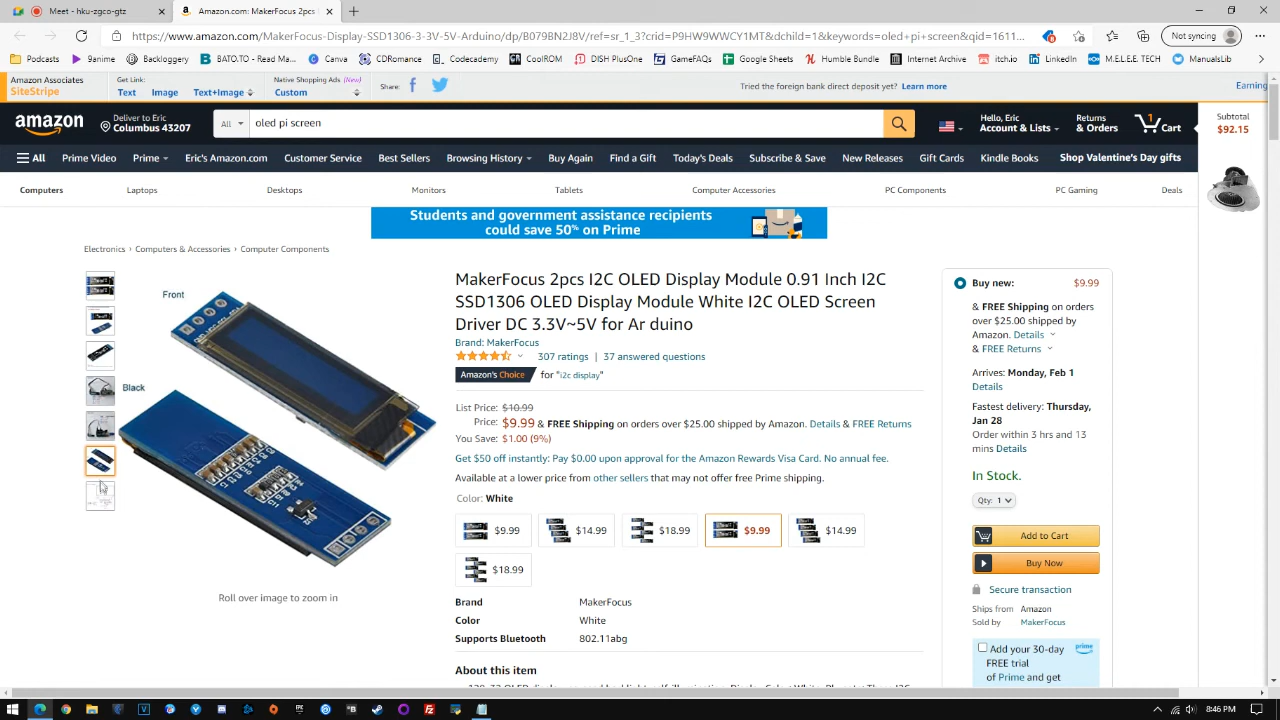 Meet - hku-zgco-gtz
Amazon.com: MakerFocus 2pcs I
https://www.amazon.com/MakerFocus-Display-SSD1306-3-3V-5V-Arduino/dp/B079BN2J8V/ref=sr_1_3?crid=P9HW9WWCY1MT&dchild=1&keywords=oled+pi+screen&qid=1611...
Not syncing
Podcasts
9anime
Backloggery
BATO.TO - Read Ma...
Canva
CDRomance
Codecademy
CoolROM
DISH PlusOne
GameFAQs
Google Sheets
Humble Bundle
Internet Archive
itch.io
LinkedIn
M.E.L.E.E. TECH
ManualsLib
Amazon Associates
SiteStripe
Get Link:
Text Image Text+Image
Native Shopping Ads (New)
Custom
Share:
Tried the foreign bank direct deposit yet? Learn more
Earning
amazon
Deliver to Eric
Columbus 43207
All
oled pi screen
Hello, Eric
Account & Lists
Returns
& Orders
1
Cart
Subtotal
$92.15
All Prime Video Prime Eric's Amazon.com Customer Service Best Sellers Browsing History Buy Again Find a Gift Today's Deals Subscribe & Save New Releases Gift Cards Kindle Books Shop Valentine's Day gifts
Computers Laptops Desktops Monitors Tablets Computer Accessories PC Components PC Gaming Deals
Students and government assistance recipients
could save 50% on Prime
Electronics › Computers & Accessories › Computer Components
Front
Black
Roll over image to zoom in
MakerFocus 2pcs I2C OLED Display Module 0.91 Inch I2C
SSD1306 OLED Display Module White I2C OLED Screen
Driver DC 3.3V~5V for Ar duino
Brand: MakerFocus
307 ratings | 37 answered questions
Amazon's Choice for "i2c display"
List Price: $10.99
Price: $9.99 & FREE Shipping on orders over $25.00 shipped by Amazon. Details & FREE Returns
You Save: $1.00 (9%)
Get $50 off instantly: Pay $0.00 upon approval for the Amazon Rewards Visa Card. No annual fee.
Available at a lower price from other sellers that may not offer free Prime shipping.
Color: White
$9.99 $14.99 $18.99 $9.99 $14.99
$18.99
Brand MakerFocus
Color White
Supports Bluetooth 802.11abg
About this item
Buy new: $9.99
& FREE Shipping on orders
over $25.00 shipped by
Amazon. Details
& FREE Returns
Arrives: Monday, Feb 1
Details
Fastest delivery: Thursday,
Jan 28
Order within 3 hrs and 13
mins Details
In Stock.
Qty: 1
Add to Cart
Buy Now
Secure transaction
Ships from Amazon
Sold by MakerFocus
Add your 30-day
FREE trial
of Prime and get
prime
8:46 PM